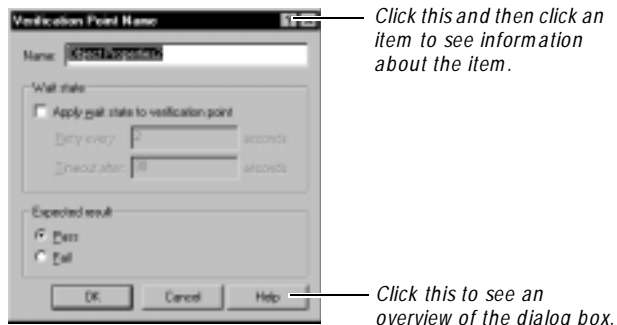 Verification Point Name
Click this and then click an
item to see information
about the item.
Name: Object Properties2
Wait state
Apply wait state to verification point
Retry every: 2 seconds
Timeout after: 30 seconds
Expected result
Pass
Fail
OK Cancel Help
Click this to see an
overview of the dialog box.